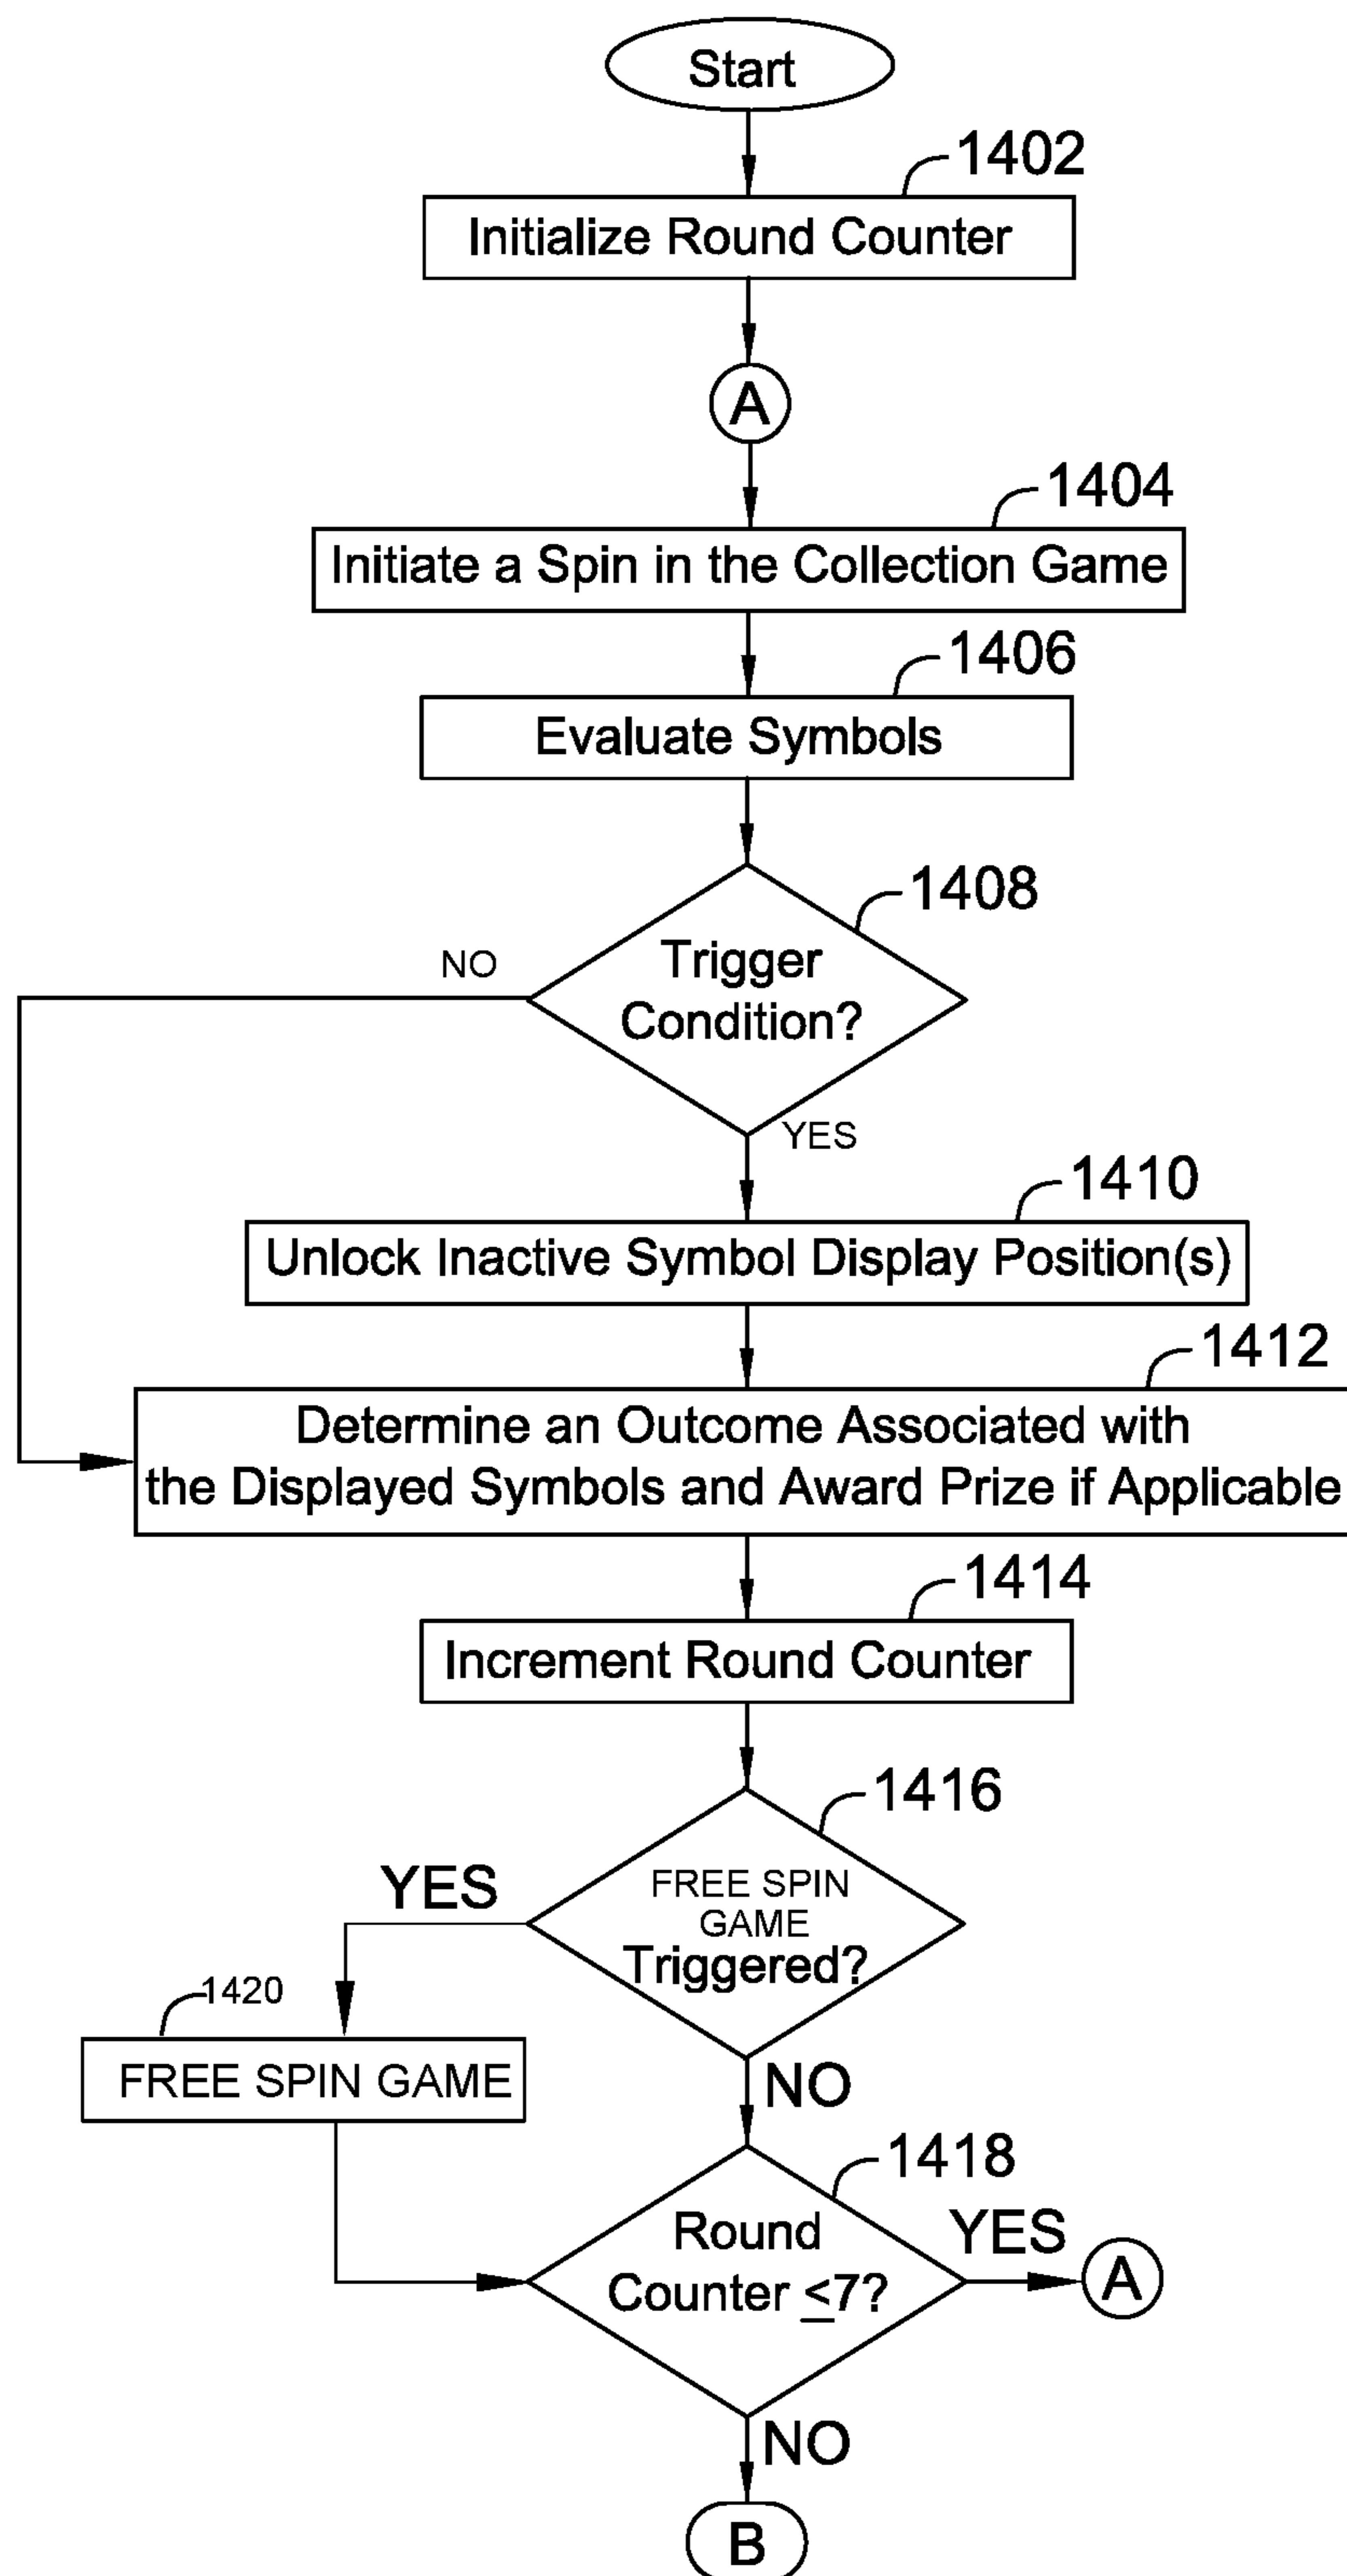 Start
1402
Initialize Round Counter
A
1404
Initiate a Spin in the Collection Game
1406
Evaluate Symbols
1408
NO
Trigger
Condition?
YES
1410
Unlock Inactive Symbol Display Position(s)
1412
Determine an Outcome Associated with
the Displayed Symbols and Award Prize if Applicable
1414
Increment Round Counter
1416
YES
FREE SPIN
GAME
Triggered?
1420
FREE SPIN GAME
NO
1418
Round
Counter ≤7?
YES
A
NO
B